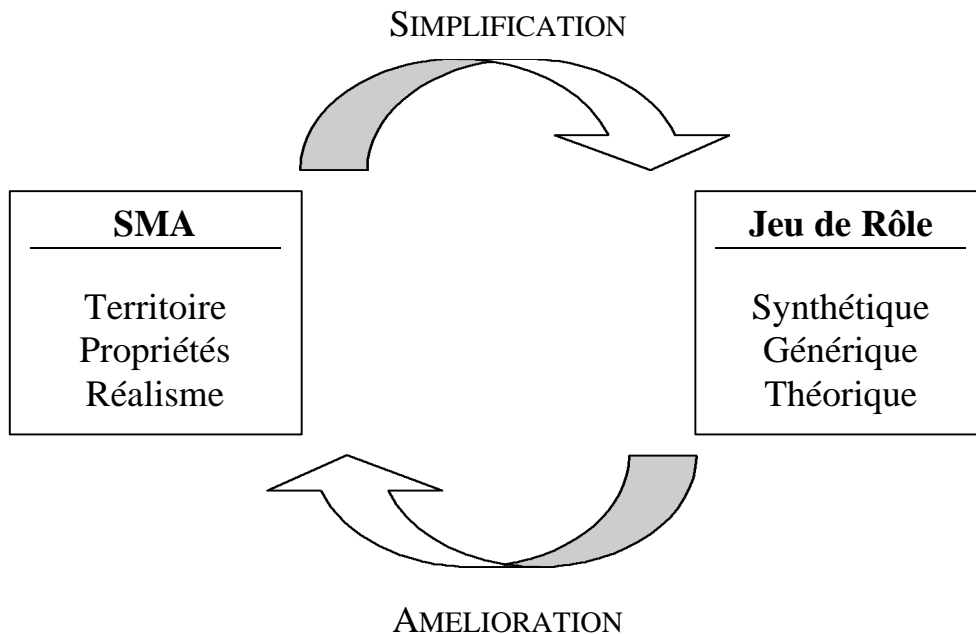 SIMPLIFICATION
SMA
Territoire
Propriétés
Réalisme
Jeu de Rôle
Synthétique
Générique
Théorique
AMELIORATION